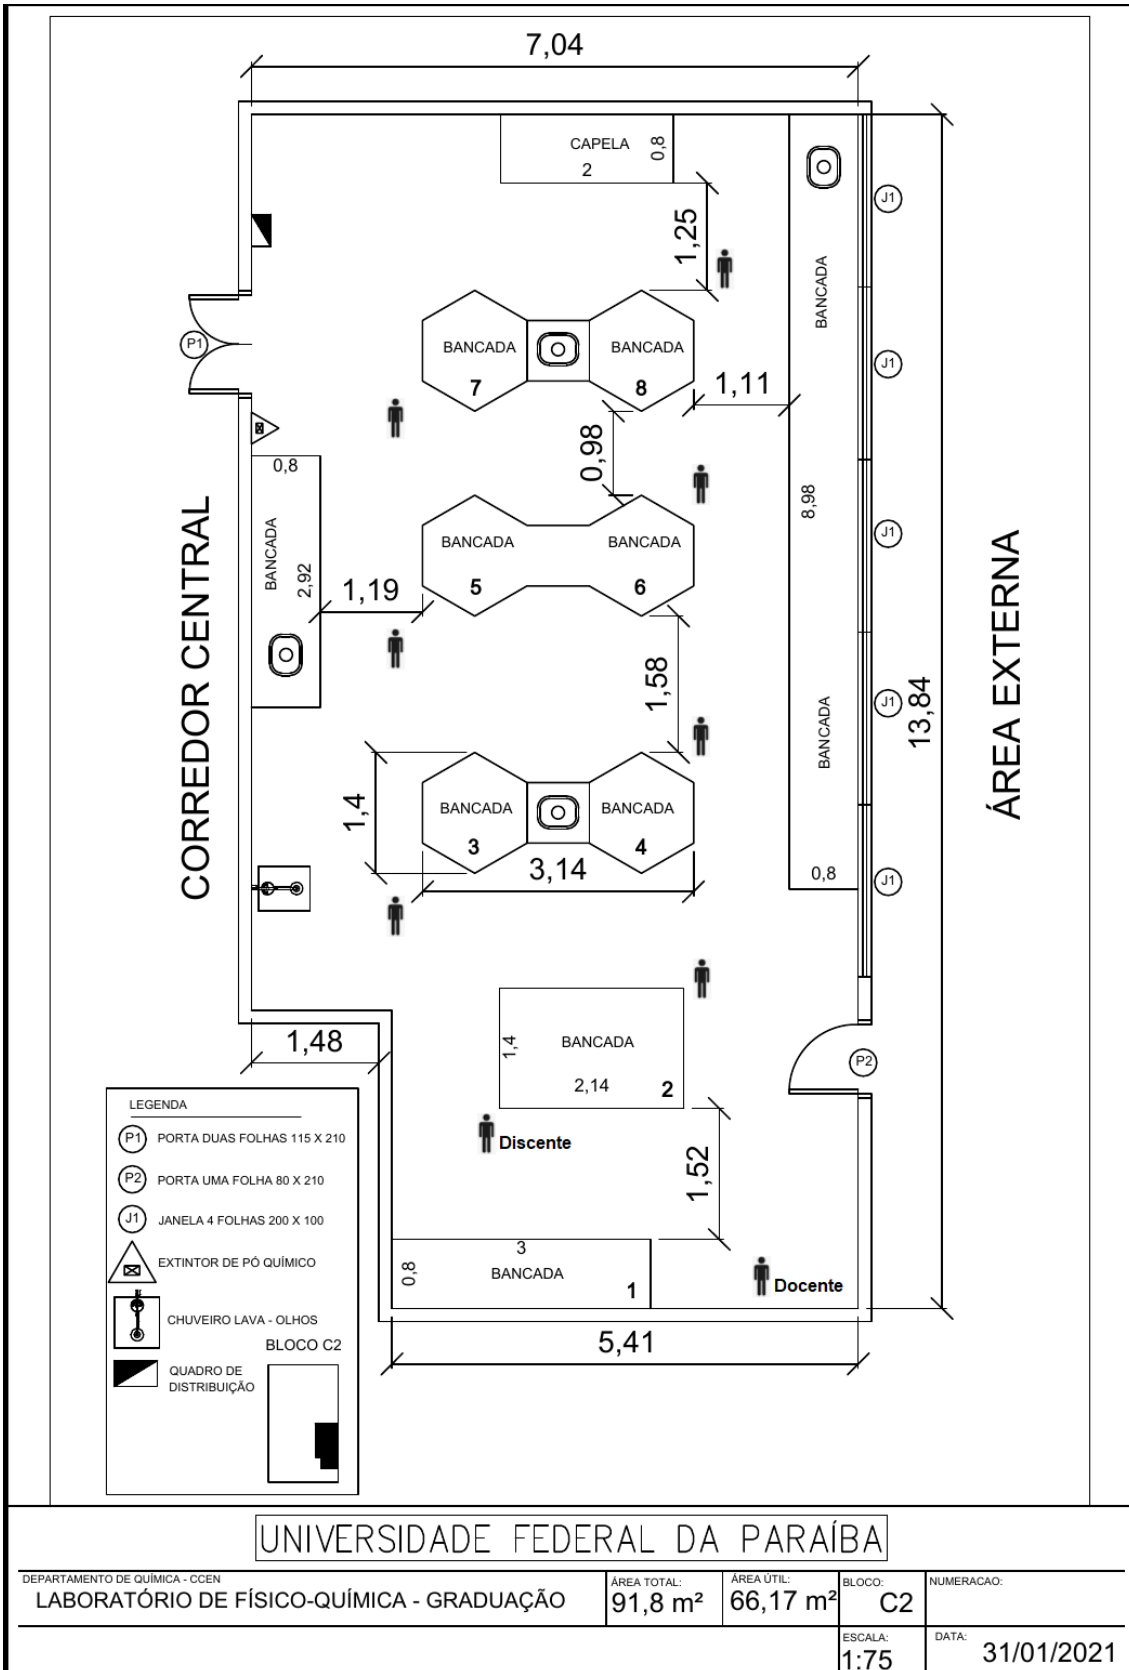 7,04
CAPELA
2
0,8
1,25
J1
BANCADA
P1
BANCADA
7
BANCADA
8
J1
1,11
0,98
0,8
BANCADA
2,92
8,98
CORREDOR CENTRAL
BANCADA
5
BANCADA
6
J1
1,19
ÁREA EXTERNA
1,58
BANCADA
J1
13,84
1,4
BANCADA
3
BANCADA
4
3,14
0,8
J1
1,48
1,4
BANCADA
2,14
2
P2
Discente
1,52
3
0,8
BANCADA
1
Docente
5,41
LEGENDA
P1 PORTA DUAS FOLHAS 115 X 210
P2 PORTA UMA FOLHA 80 X 210
J1 JANELA 4 FOLHAS 200 X 100
EXTINTOR DE PÓ QUÍMICO
CHUVEIRO LAVA - OLHOS
BLOCO C2
QUADRO DE
DISTRIBUIÇÃO
UNIVERSIDADE FEDERAL DA PARAÍBA
DEPARTAMENTO DE QUÍMICA - CCEN
LABORATÓRIO DE FÍSICO-QUÍMICA - GRADUAÇÃO
ÁREA TOTAL:
91,8 m²
ÁREA ÚTIL:
66,17 m²
BLOCO:
C2
NUMERACAO:
ESCALA:
1:75
DATA:
31/01/2021